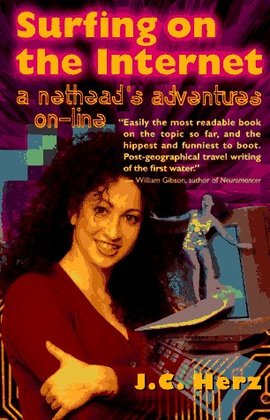 Surfing on
the Internet
a nethead's adventures
on-line
"Easily the most readable book
on the topic so far, and the
hippest and funniest to boot.
Post-geographical travel writing
of the first water."
— William Gibson, author of Neuromancer
J.C. Herz